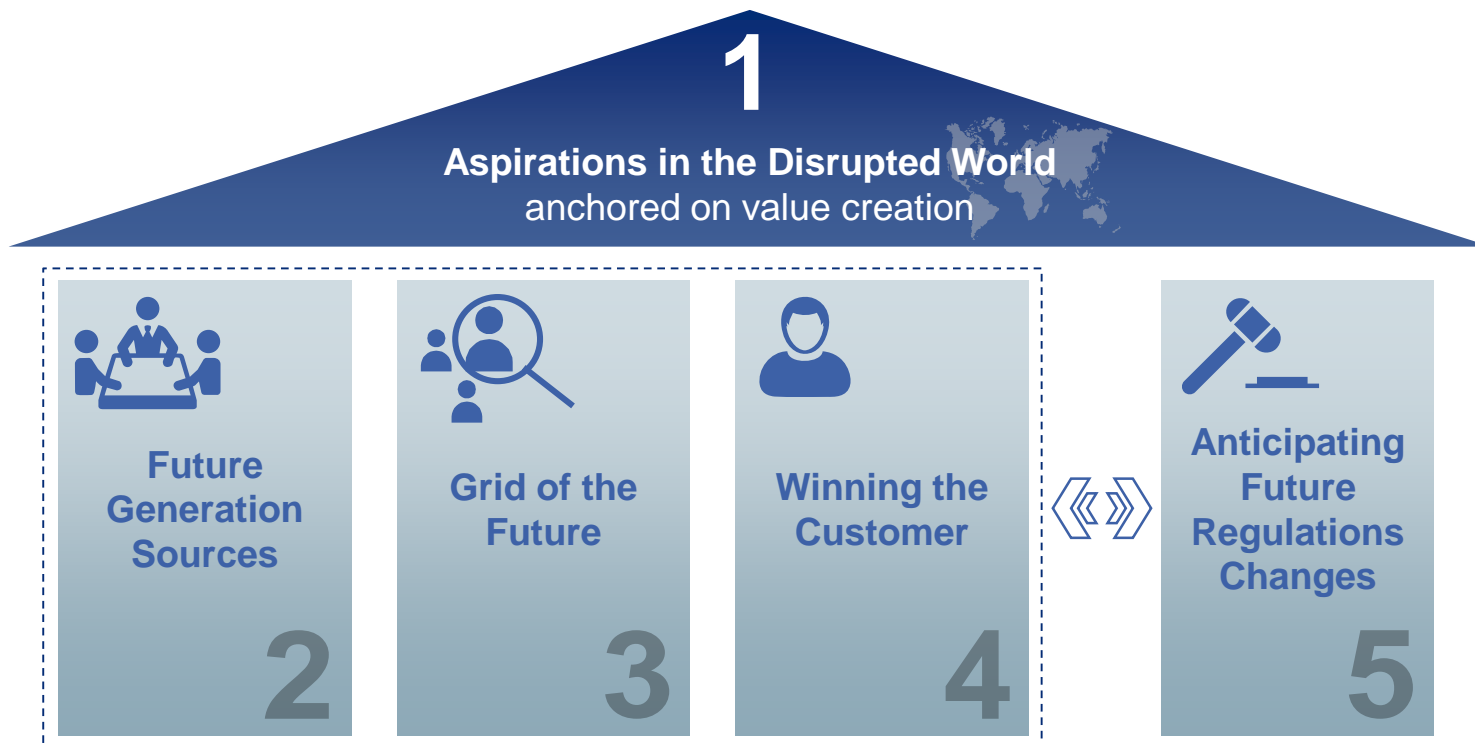 1
Aspirations in the Disrupted World
anchored on value creation
Future
Generation
Sources
2
Grid of the
Future
3
Winning the
Customer
4
Anticipating
Future
Regulations
Changes
5